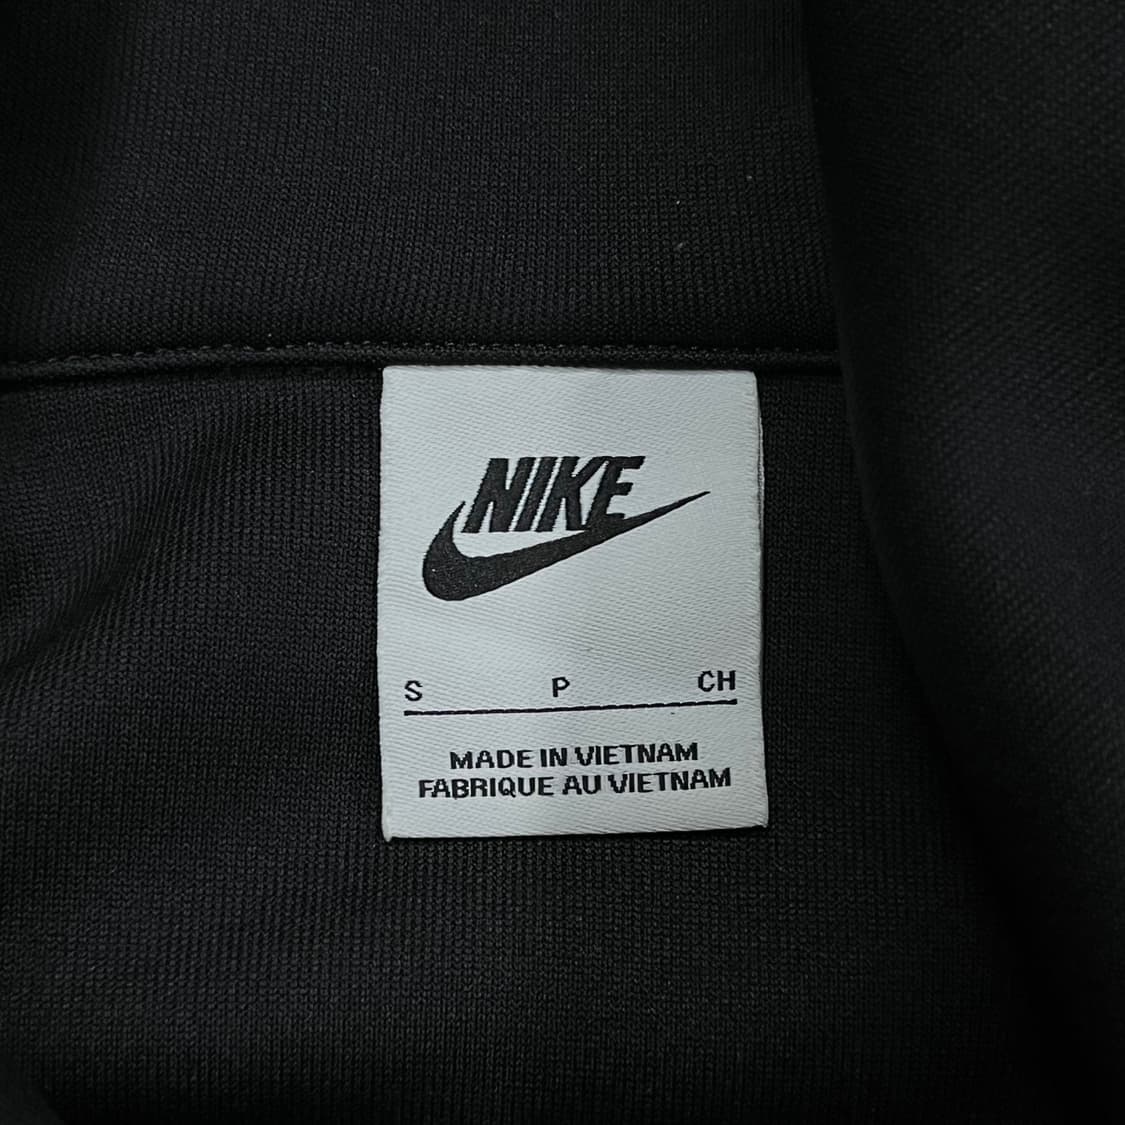 NIKE
S P CH
MADE IN VIETNAM
FABRIQUE AU VIETNAM